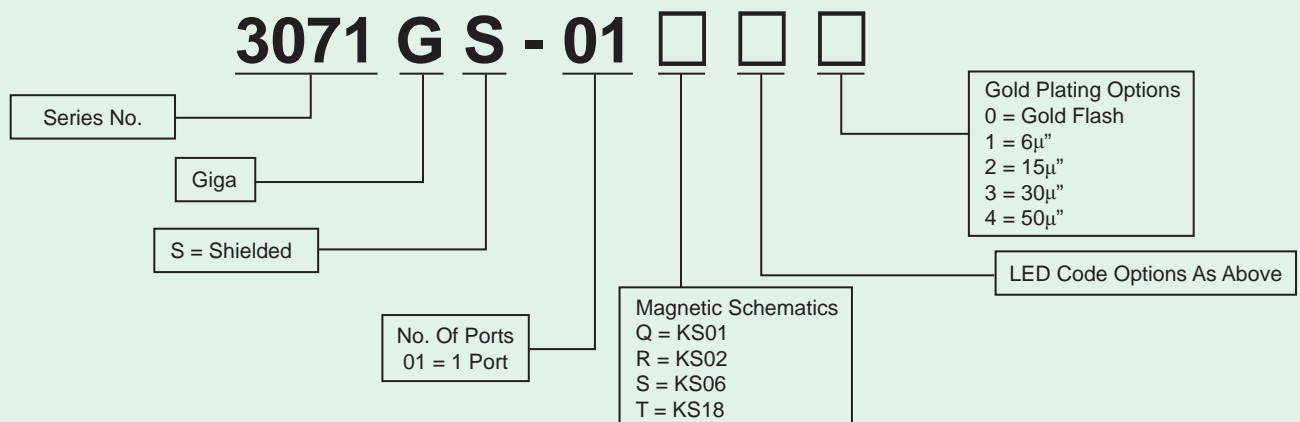 3071 G S - 01 □ □ □
Series No.
Giga
S = Shielded
No. Of Ports
01 = 1 Port
Magnetic Schematics
Q = KS01
R = KS02
S = KS06
T = KS18
LED Code Options As Above
Gold Plating Options
0 = Gold Flash
1 = 6μ”
2 = 15μ”
3 = 30μ”
4 = 50μ”